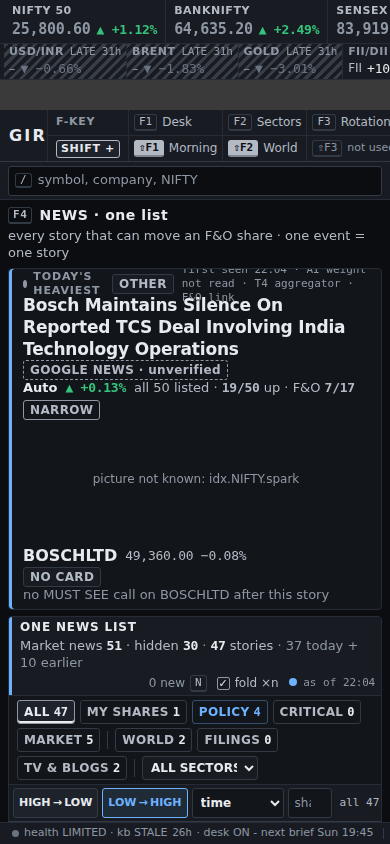 NIFTY 50 BANKNIFTY SENSEX
25,800.60 ▲ +1.12% 64,635.20 ▲ +2.49% 83,919
USD/INR LATE 31h BRENT LATE 31h GOLD LATE 31h FII/DII
– ▼ −0.66% – ▼ −1.83% – ▼ −3.01% FII +10
GIR F-KEY F1 Desk F2 Sectors F3 Rotation
SHIFT + ⇧F1 Morning ⇧F2 World ⇧F3 not used
/ symbol, company, NIFTY
F4 NEWS · one list
every story that can move an F&O share · one event =
one story
TODAY'S HEAVIEST OTHER first seen 22:04 · AI weight not read · T4 aggregator · F&O link
Bosch Maintains Silence On
Reported TCS Deal Involving India
Technology Operations
GOOGLE NEWS · unverified
Auto ▲ +0.13% all 50 listed · 19/50 up · F&O 7/17
NARROW
picture not known: idx.NIFTY.spark
BOSCHLTD 49,360.00 −0.08%
NO CARD
no MUST SEE call on BOSCHLTD after this story
ONE NEWS LIST
Market news 51 · hidden 30 · 47 stories · 37 today +
10 earlier
0 new N ✓ fold ×n as of 22:04
ALL 47 MY SHARES 1 POLICY 4 CRITICAL 0
MARKET 5 WORLD 2 FILINGS 0
TV & BLOGS 2 ALL SECTORS
HIGH→LOW LOW→HIGH time sha all 47
health LIMITED · kb STALE 26h · desk ON - next brief Sun 19:45